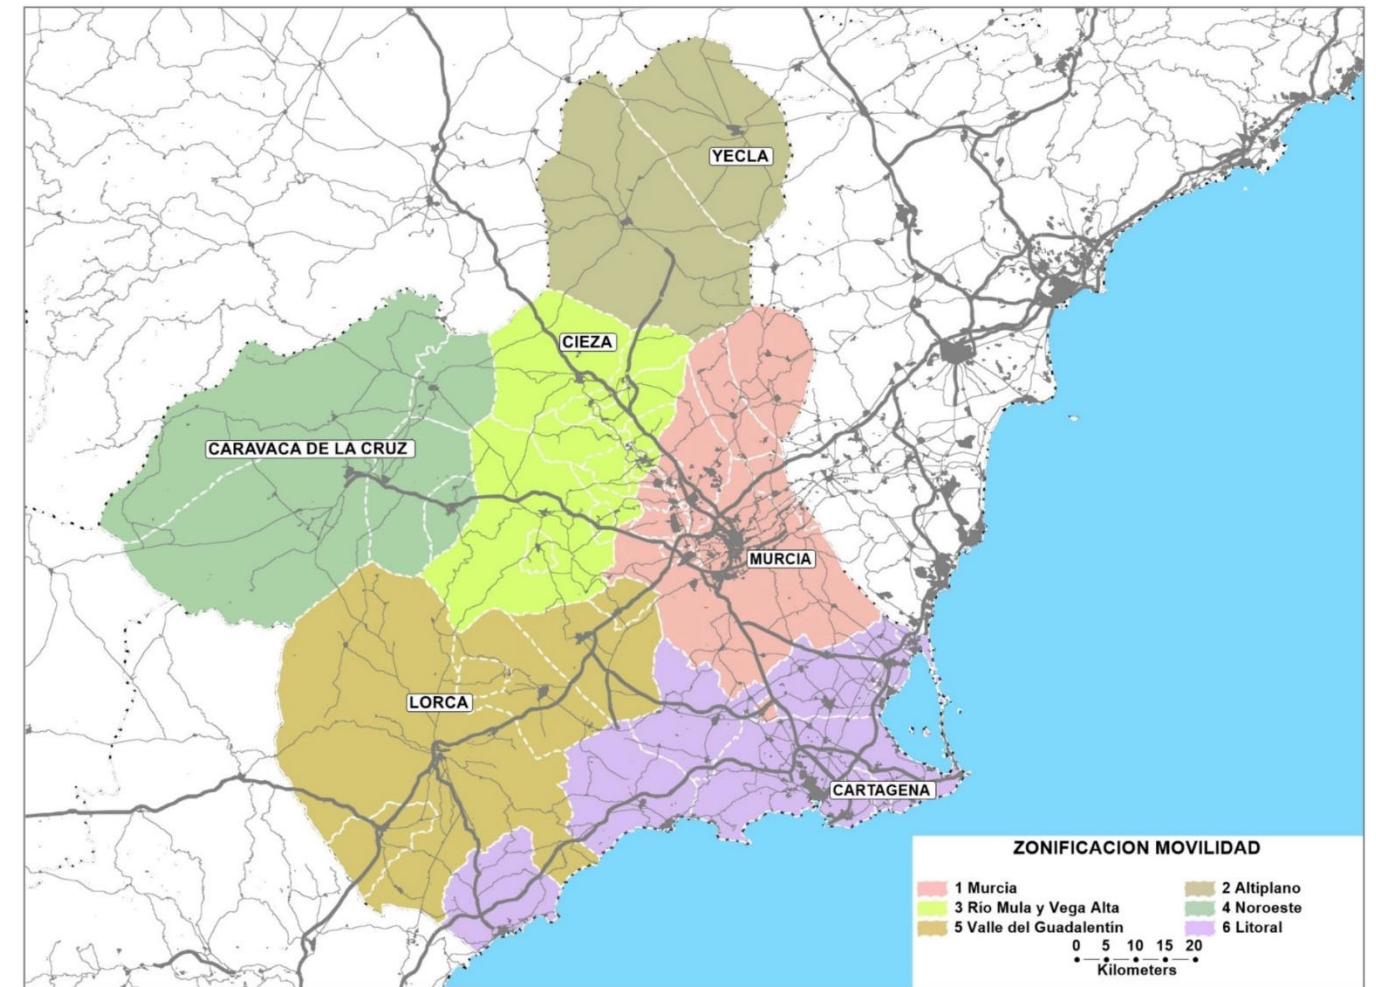 YECLA
CIEZA
CARAVACA DE LA CRUZ
MURCIA
LORCA
CARTAGENA
ZONIFICACION MOVILIDAD
1 Murcia
2 Altiplano
3 Río Mula y Vega Alta
4 Noroeste
5 Valle del Guadalentín
6 Litoral
0 5 10 15 20
Kilometers